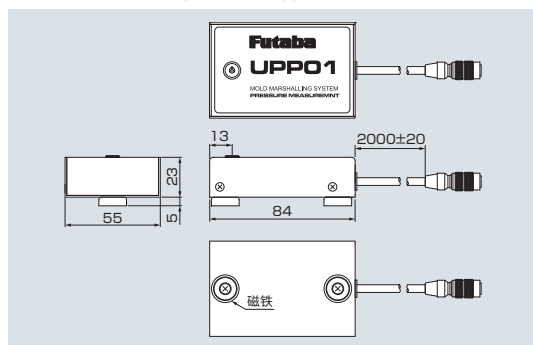 Futaba
UPP01
MOLD MARSHALLING SYSTEM
PRESSURE MEASUREMNT
13
2000±20
23
5
55
84
磁铁